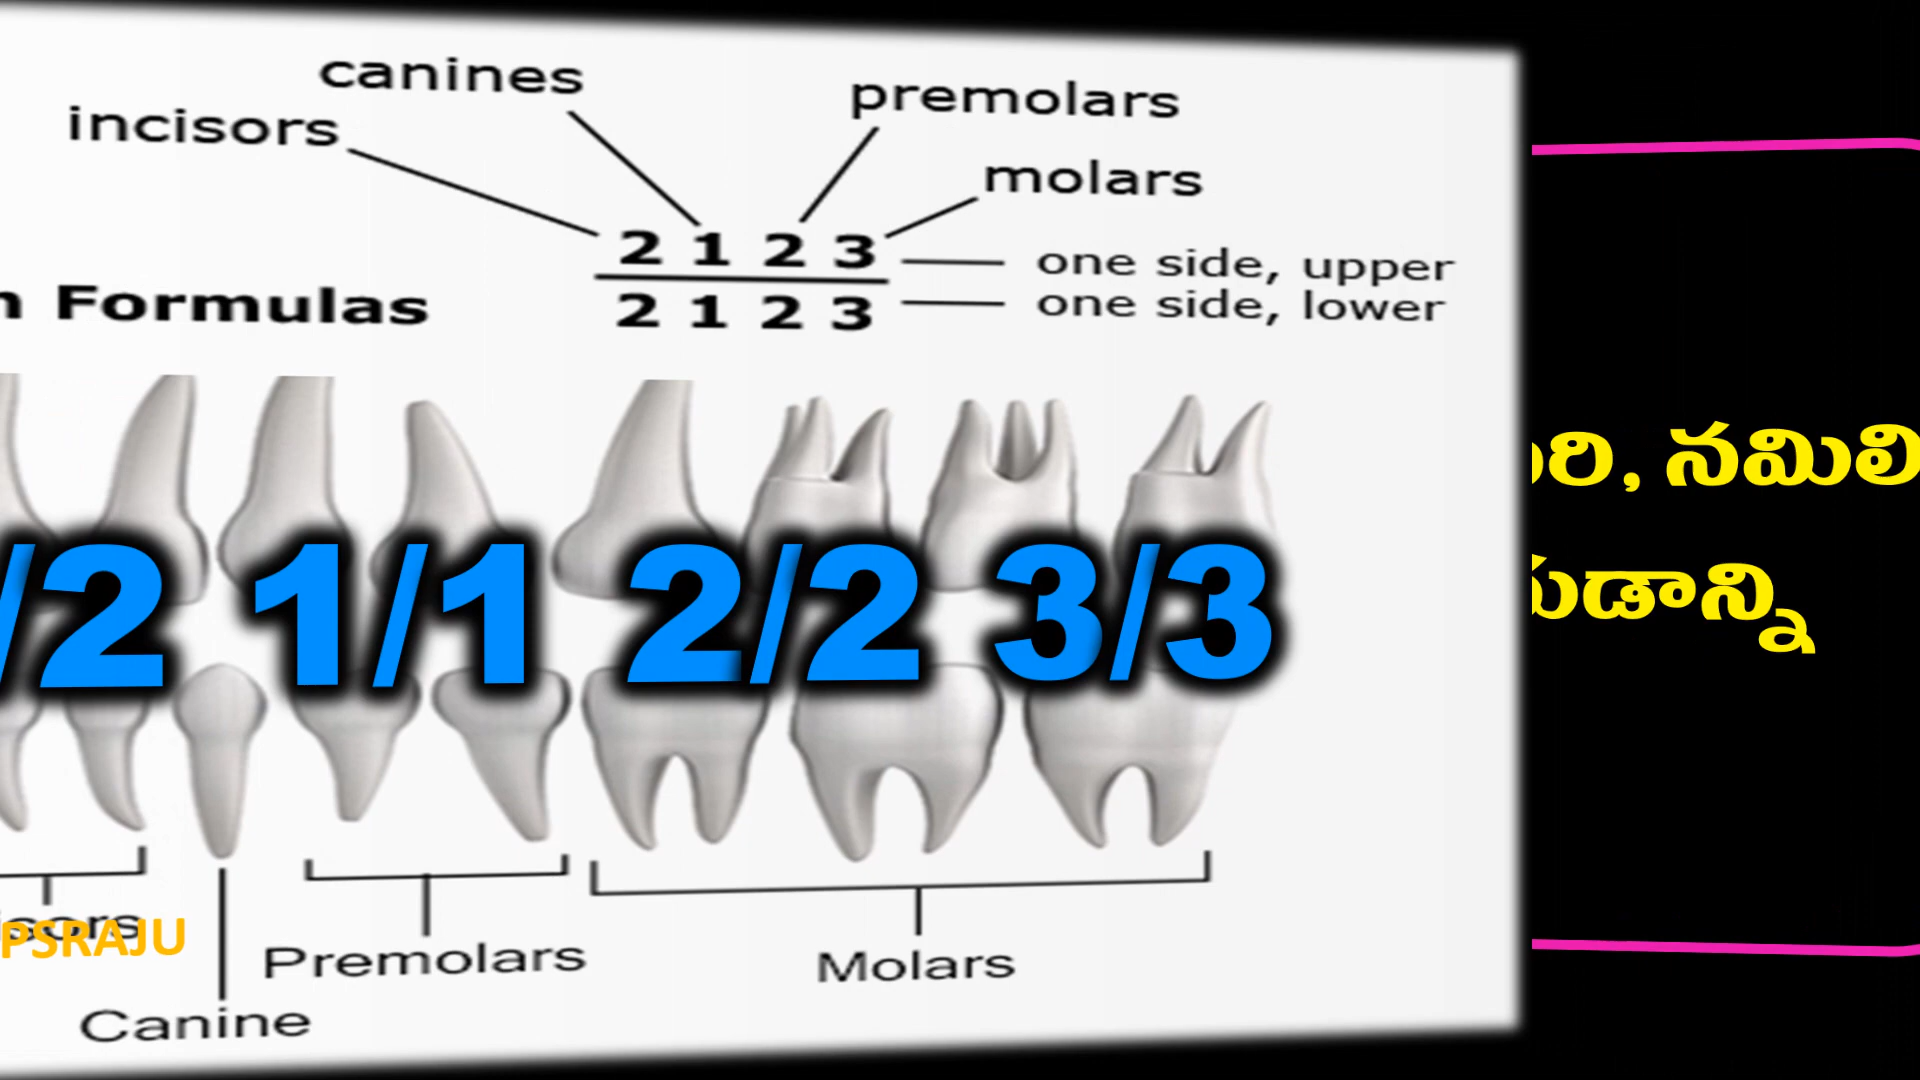 canines
premolars
incisors
molars
2 1 2 3
one side, upper
Formulas
2 1 2 3
one side, lower
నమిలి
/2 1/1 2/2 3/3
PSRAJU
Premolars
Molars
Canine